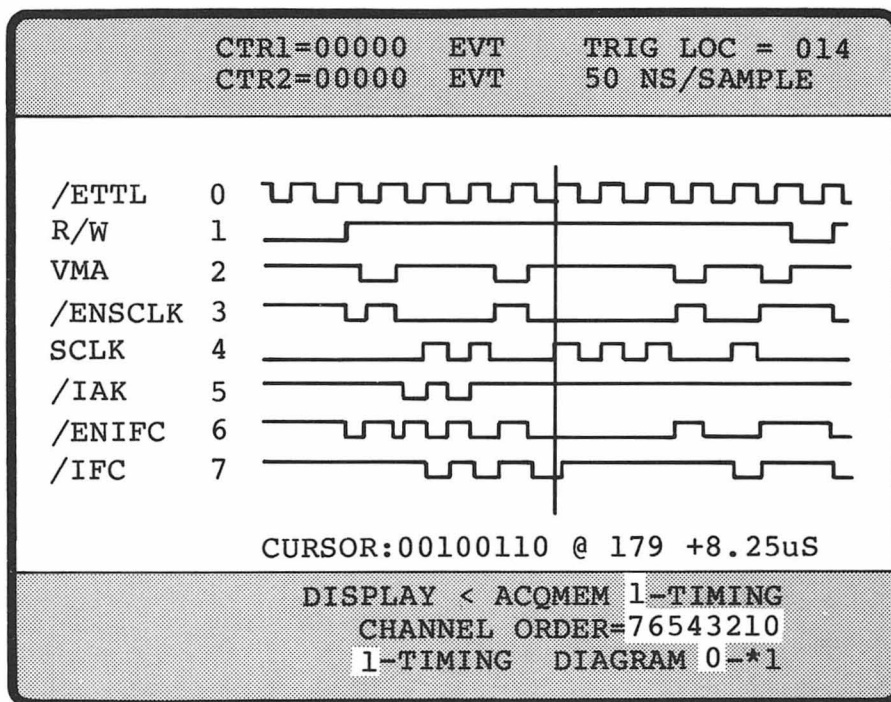 CTR1=00000 EVT TRIG LOC = 014
CTR2=00000 EVT 50 NS/SAMPLE
/ETTL 0
R/W 1
VMA 2
/ENSCLK 3
SCLK 4
/IAK 5
/ENIFC 6
/IFC 7
CURSOR:00100110 @ 179 +8.25uS
DISPLAY < ACQMEM 1-TIMING
CHANNEL ORDER=76543210
1-TIMING DIAGRAM 0-*1